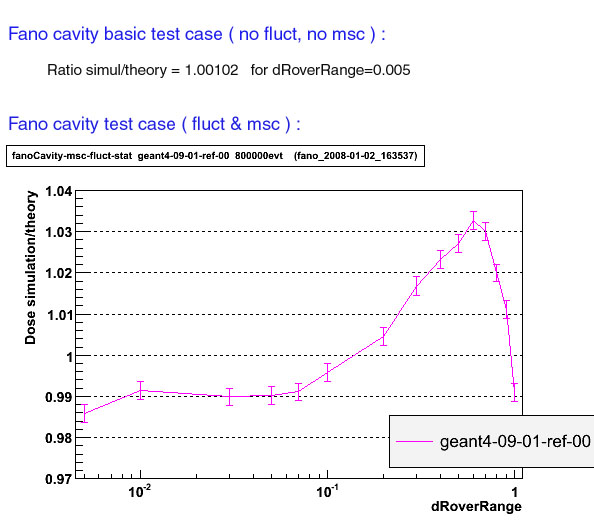 Fano cavity basic test case ( no fluct, no msc ) :
Ratio simul/theory = 1.00102 for dRoverRange=0.005
Fano cavity test case ( fluct & msc ) :
fanoCavity-msc-fluct-stat geant4-09-01-ref-00 800000evt (fano_2008-01-02_163537)
Dose simulation/theory
1.04
1.03
1.02
1.01
1
0.99
0.98
0.97
geant4-09-01-ref-00
10^-2
10^-1
1
dRoverRange